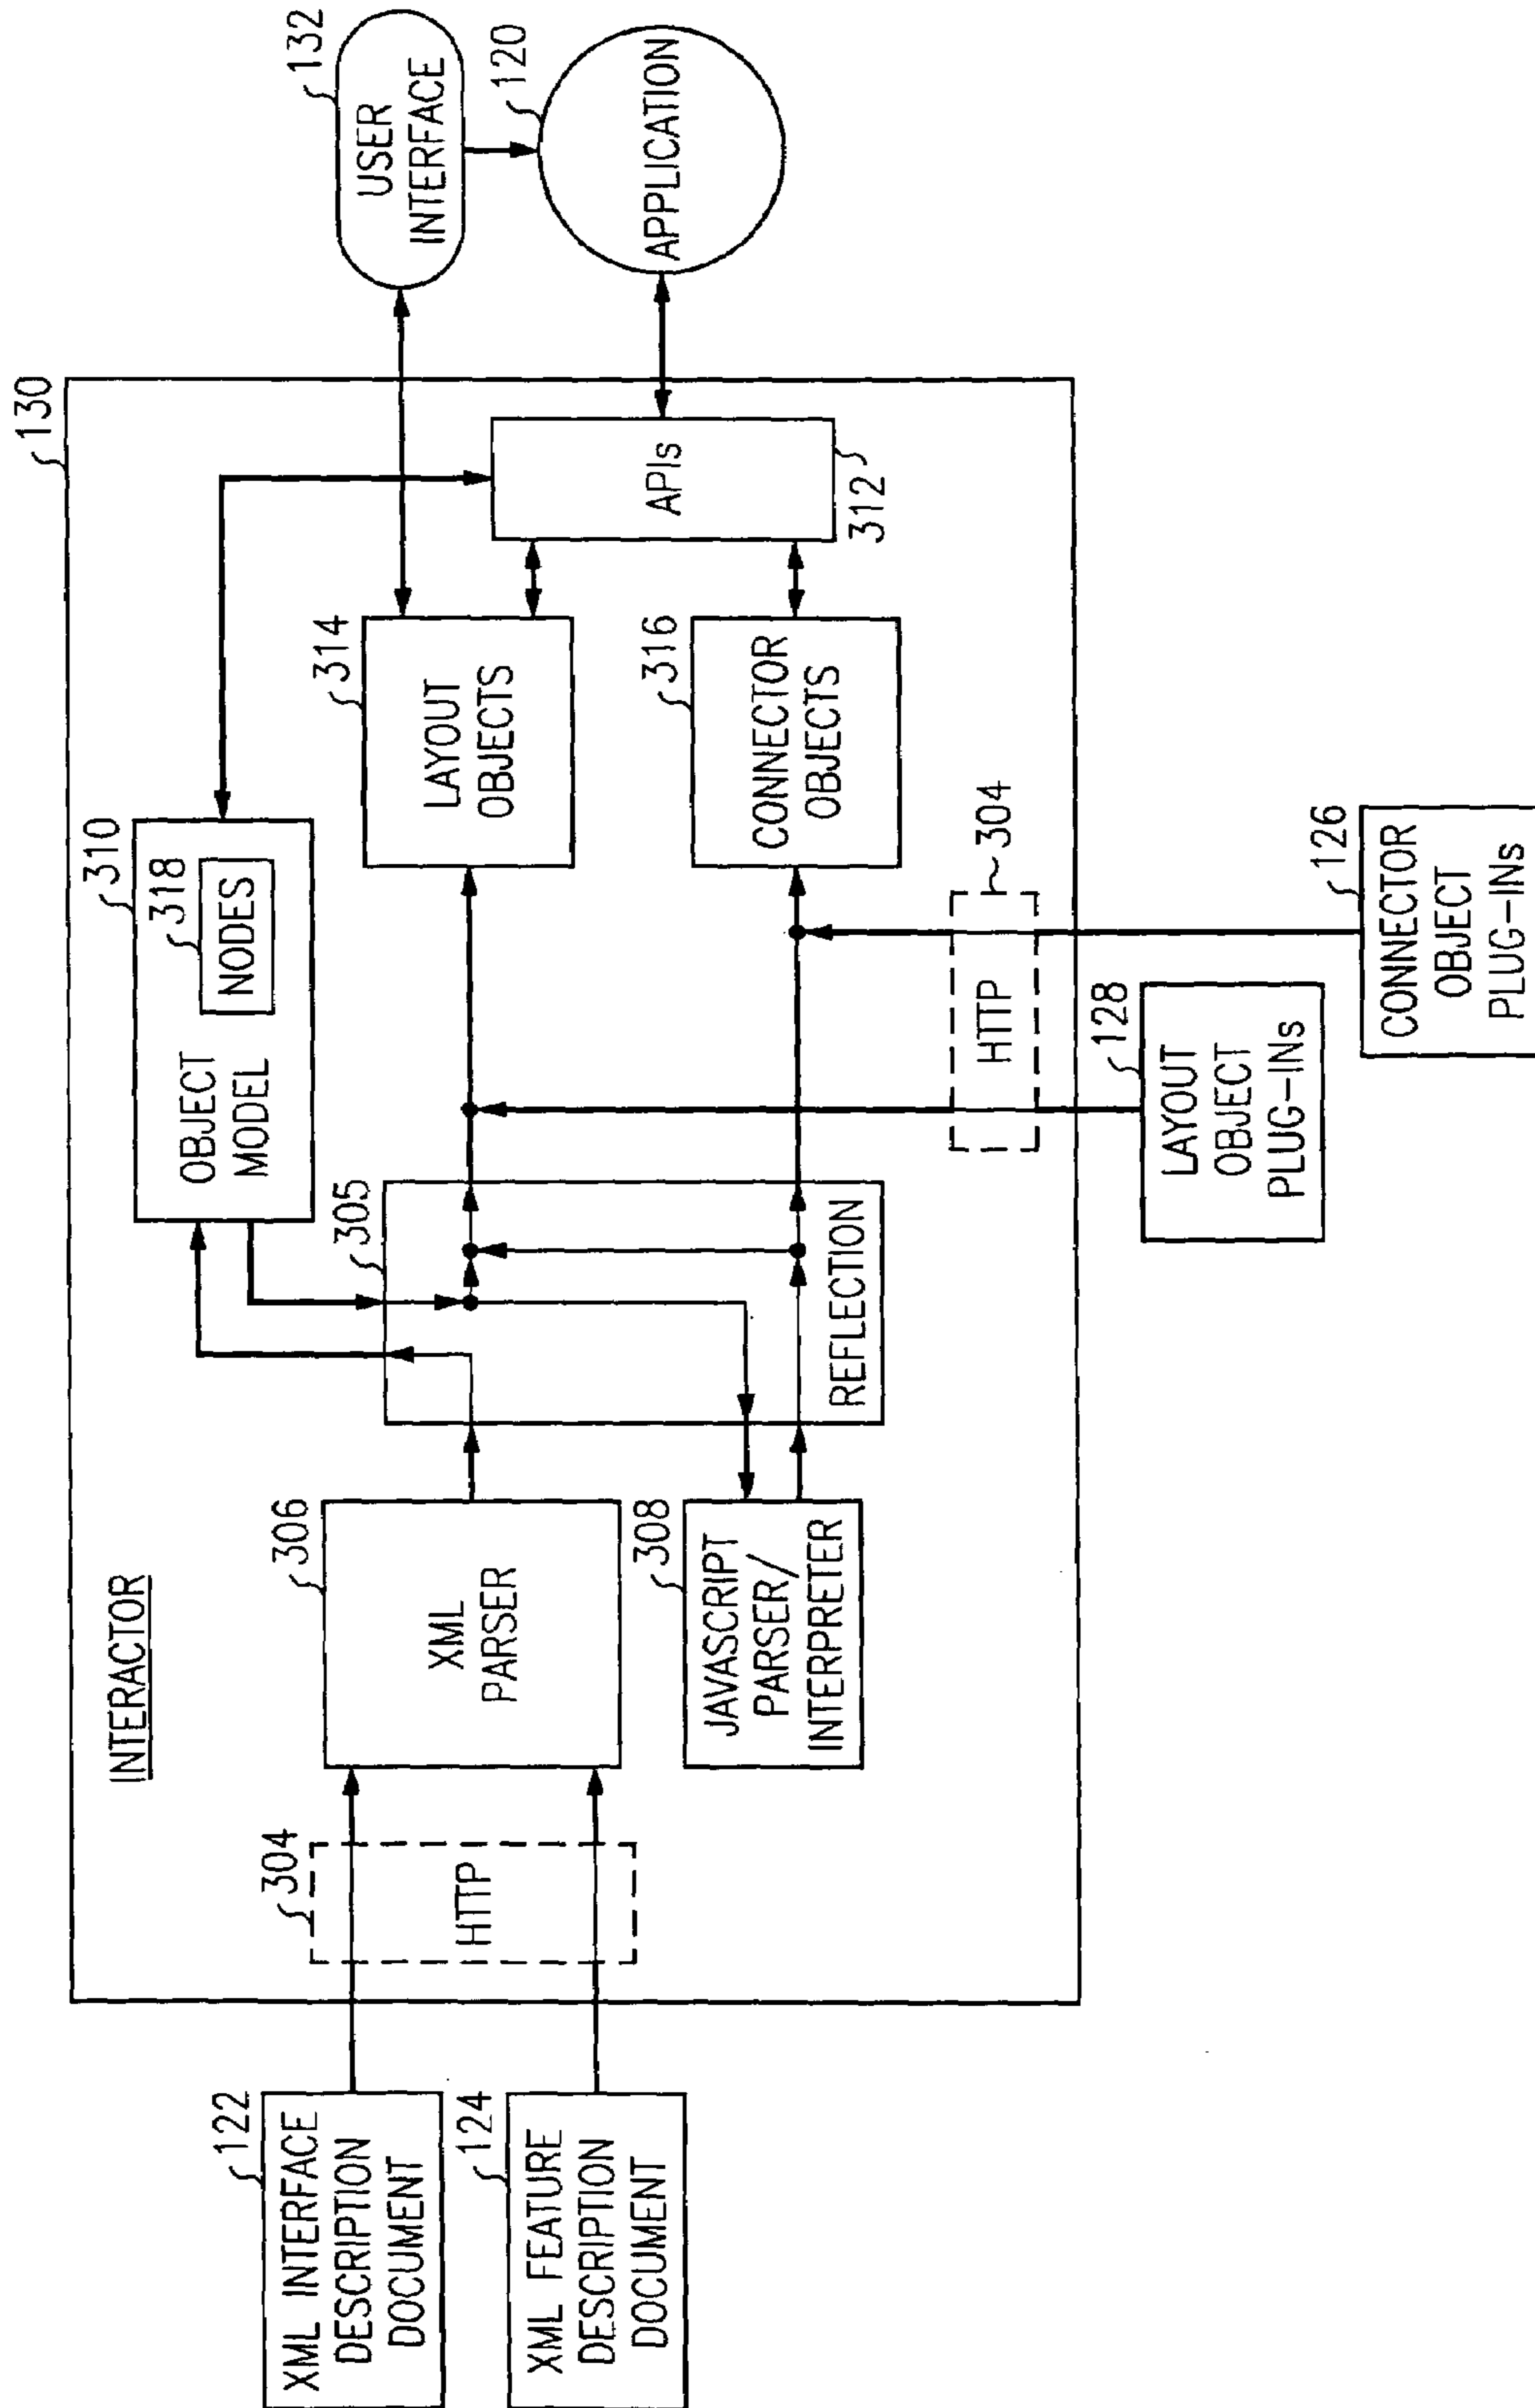 INTERACTOR
130
XML INTERFACE
DESCRIPTION
DOCUMENT
122
XML FEATURE
DESCRIPTION
DOCUMENT
124
304
HTTP
XML
PARSER
306
JAVASCRIPT
PARSER/
INTERPRETER
308
305
REFLECTION
OBJECT
MODEL
310
318
NODES
LAYOUT
OBJECTS
314
CONNECTOR
OBJECTS
316
APIs
312
USER
INTERFACE
132
APPLICATION
120
HTTP
304
LAYOUT
OBJECT
PLUG-INs
128
CONNECTOR
OBJECT
PLUG-INs
126